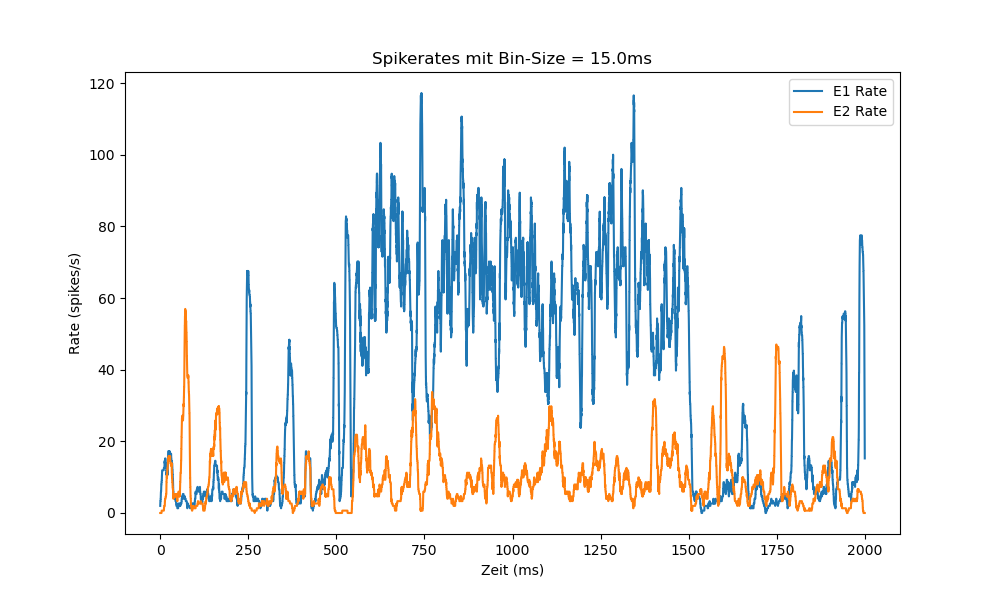 Spikerates mit Bin-Size = 15.0ms
E1 Rate
E2 Rate
120
100
80
60
40
20
0
Rate (spikes/s)
0 250 500 750 1000 1250 1500 1750 2000
Zeit (ms)